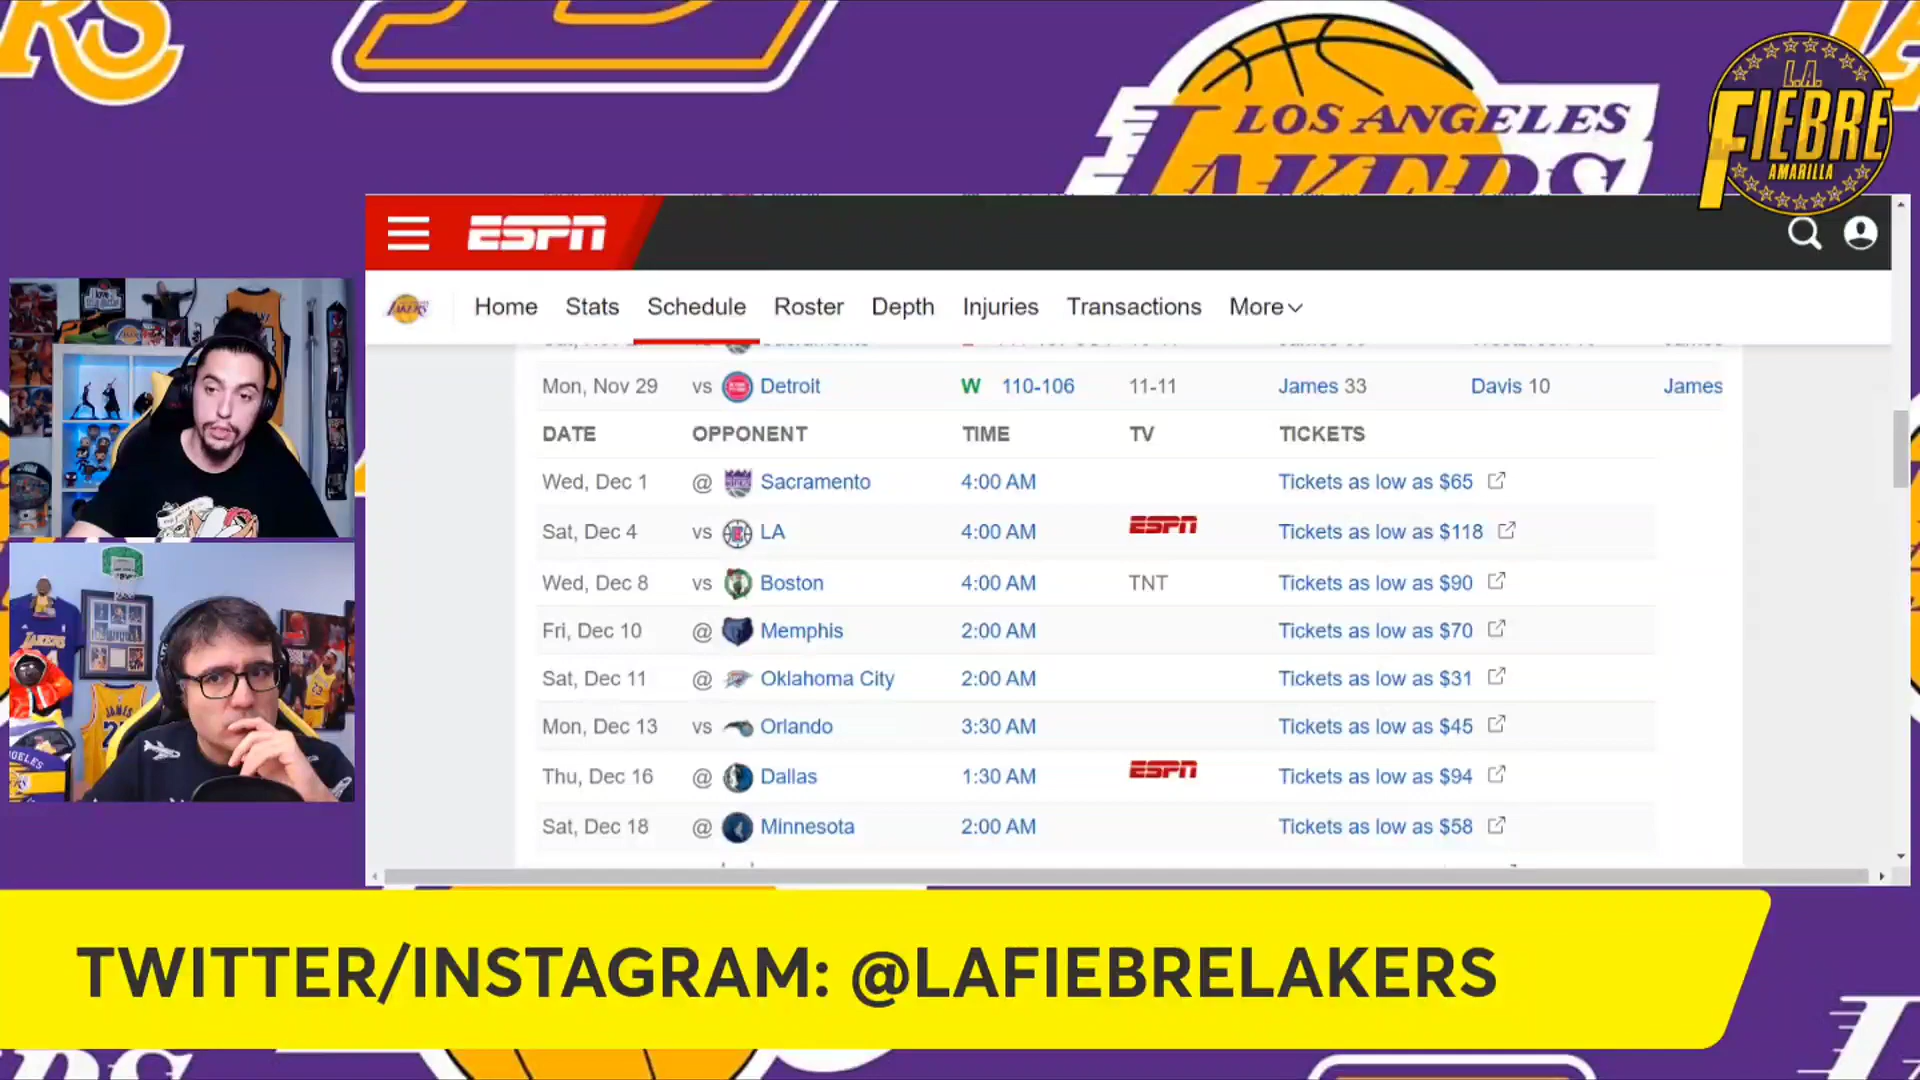 RS
LOS ANGELES
LAKERS
L.A.
FIEBRE
AMARILLA
ESPN
LAKERS
Home Stats Schedule Roster Depth Injuries Transactions More
Mon, Nov 29 vs Detroit W 110-106 11-11 James 33 Davis 10 James
DATE OPPONENT TIME TV TICKETS
Wed, Dec 1 @ Sacramento 4:00 AM Tickets as low as $65
Sat, Dec 4 vs LA 4:00 AM ESPN Tickets as low as $118
Wed, Dec 8 vs Boston 4:00 AM TNT Tickets as low as $90
Fri, Dec 10 @ Memphis 2:00 AM Tickets as low as $70
Sat, Dec 11 @ Oklahoma City 2:00 AM Tickets as low as $31
Mon, Dec 13 vs Orlando 3:30 AM Tickets as low as $45
Thu, Dec 16 @ Dallas 1:30 AM ESPN Tickets as low as $94
Sat, Dec 18 @ Minnesota 2:00 AM Tickets as low as $58
LAKERS
JAMES
23
TWITTER/INSTAGRAM: @LAFIEBRELAKERS